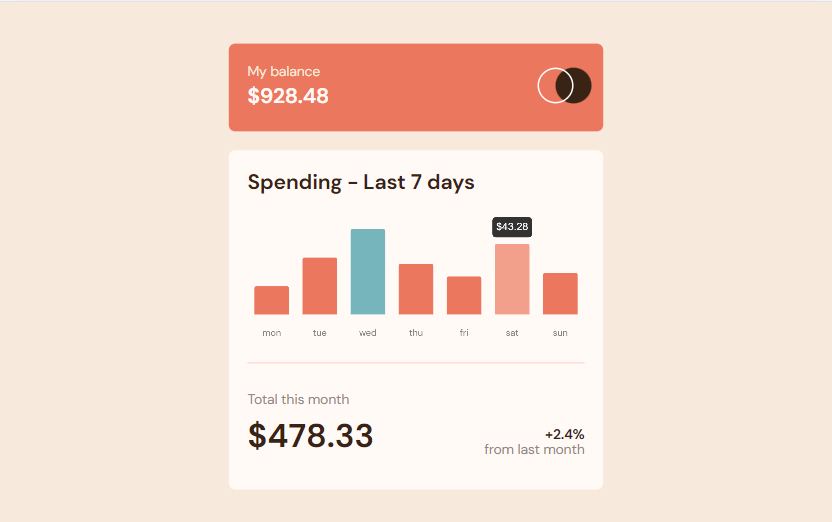 My balance
$928.48
Spending - Last 7 days
$43.28
mon tue wed thu fri sat sun
Total this month
$478.33
+2.4%
from last month